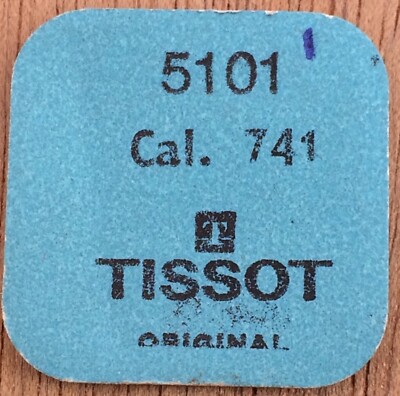 5101
Cal. 741
T
TISSOT
ORIGINAL